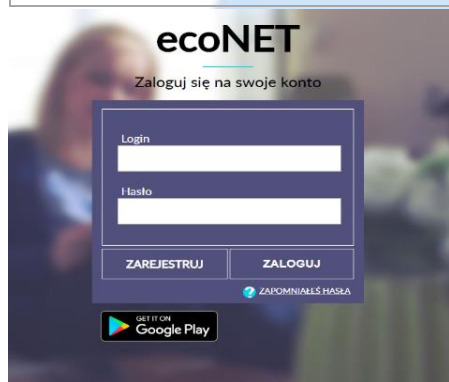 ecoNET
Zaloguj się na swoje konto
Login
Hasło
ZAREJESTRUJ
ZALOGUJ
ZAPOMNIAŁEŚ HASŁA
GET IT ON
Google Play